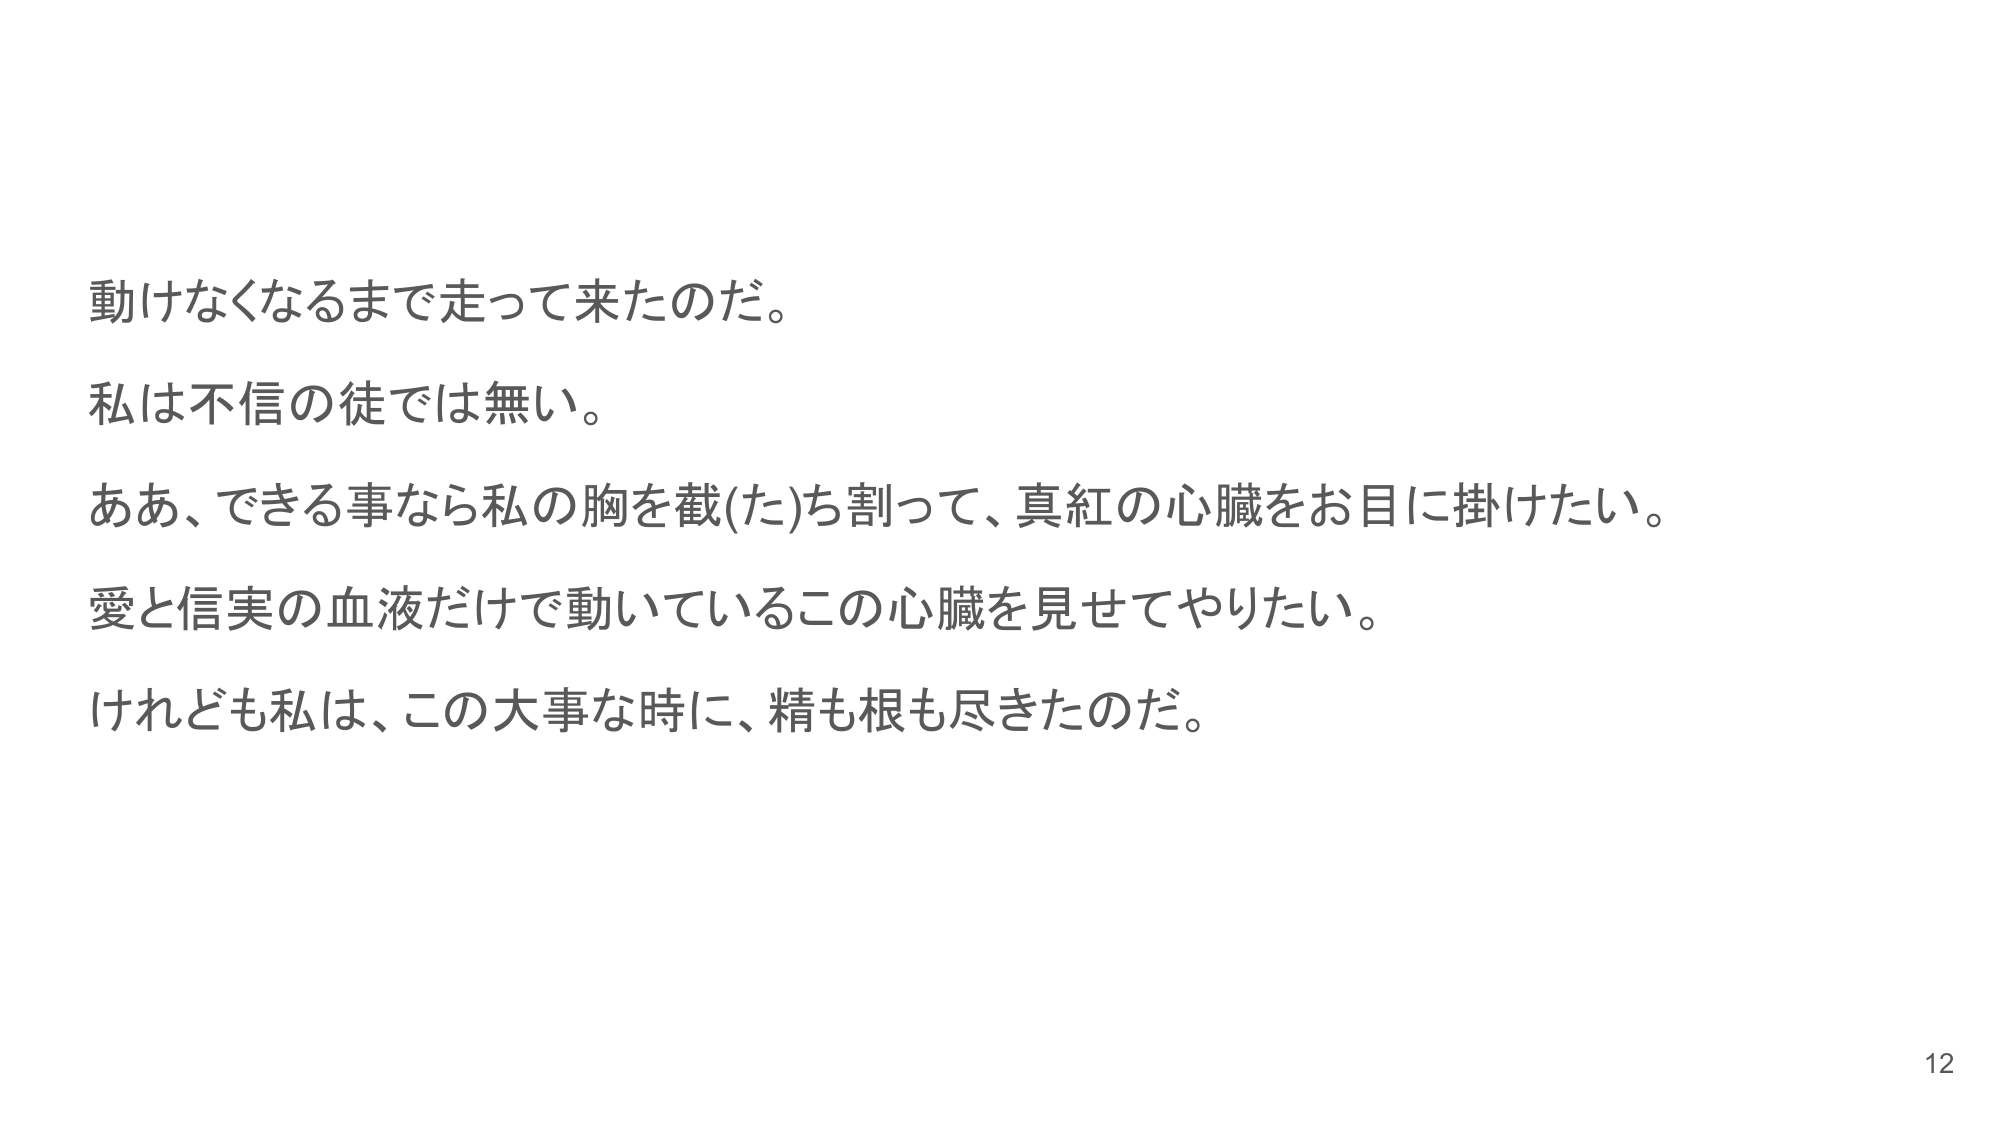 動けなくなるまで走って来たのだ。
私は不信の徒では無い。
ああ、できる事なら私の胸を截(た)ち割って、真紅の心臓をお目に掛けたい。
愛と信実の血液だけで動いているこの心臓を見せてやりたい。
けれども私は、この大事な時に、精も根も尽きたのだ。
12